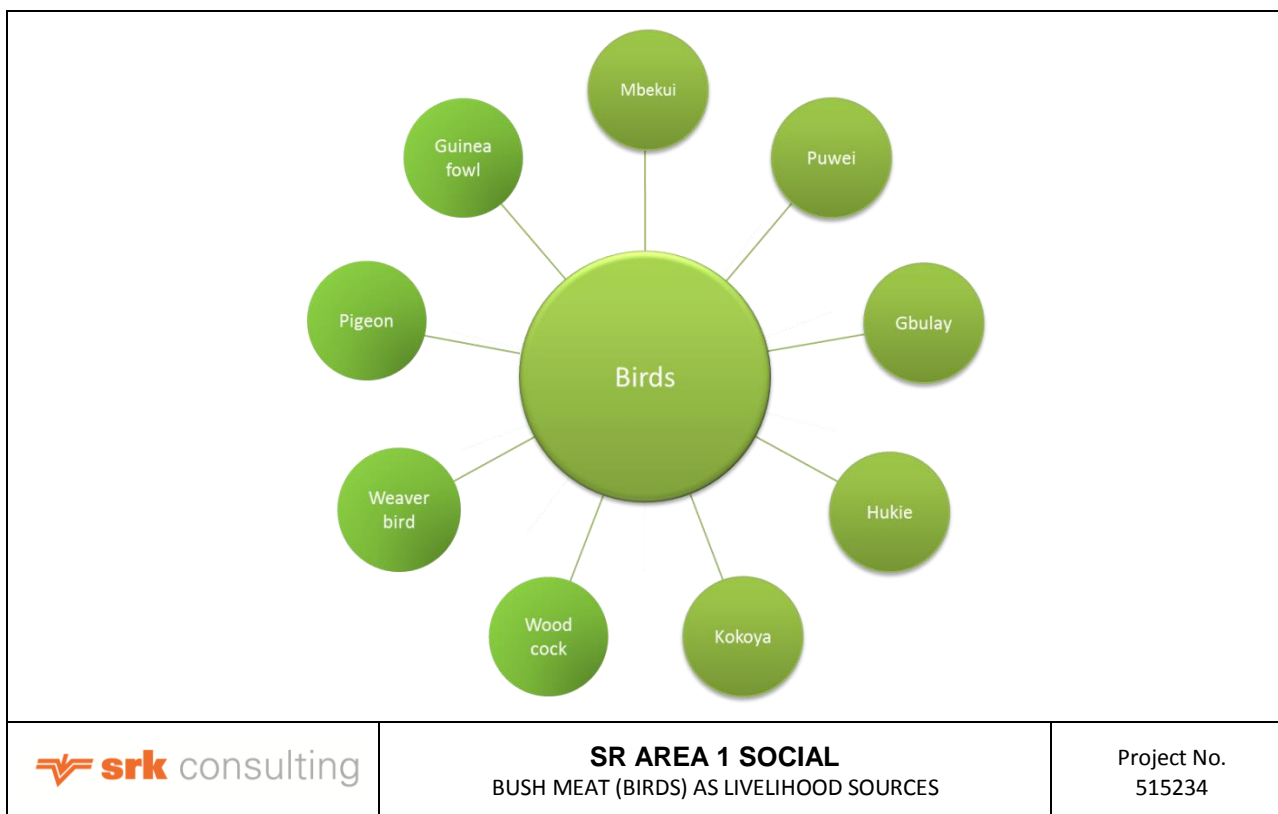 Mbekui
Puwei
Gbulay
Hukie
Kokoya
Wood
cock
Weaver
bird
Pigeon
Guinea
fowl
Birds
srk consulting
SR AREA 1 SOCIAL
BUSH MEAT (BIRDS) AS LIVELIHOOD SOURCES
Project No.
515234